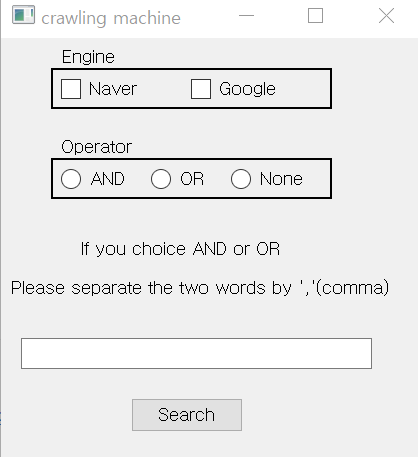 crawling machine
Engine
Naver Google
Operator
AND OR None
If you choice AND or OR
Please separate the two words by ','(comma)
Search